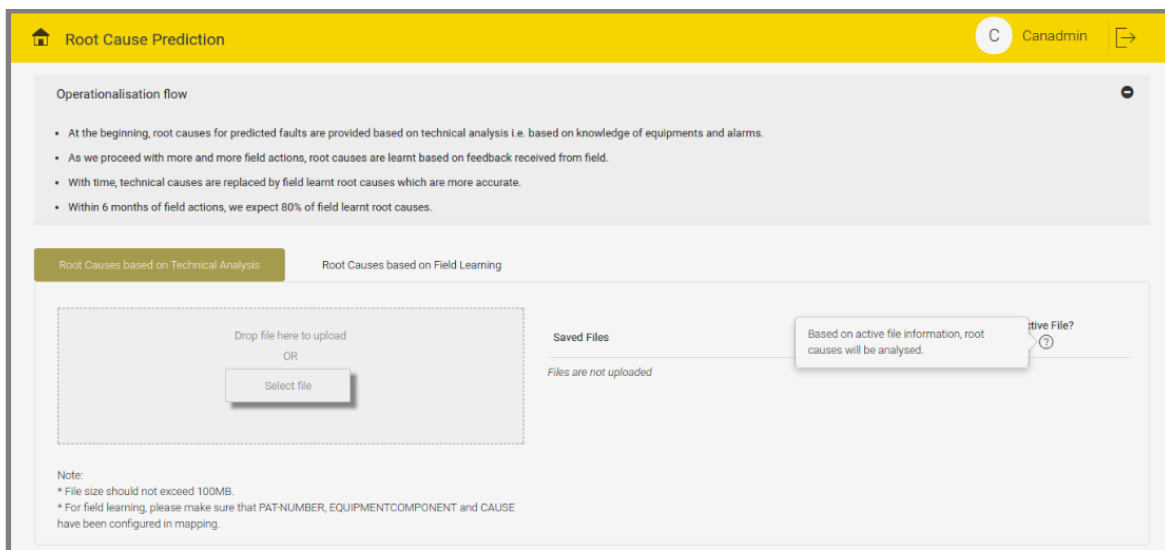 Root Cause Prediction
C Canadmin
Operationalisation flow
• At the beginning, root causes for predicted faults are provided based on technical analysis i.e. based on knowledge of equipments and alarms.
• As we proceed with more and more field actions, root causes are learnt based on feedback received from field.
• With time, technical causes are replaced by field learnt root causes which are more accurate.
• Within 6 months of field actions, we expect 80% of field learnt root causes.
Root Causes based on Technical Analysis
Root Causes based on Field Learning
Drop file here to upload
OR
Select file
Note:
* File size should not exceed 100MB.
* For field learning, please make sure that PAT-NUMBER, EQUIPMENTCOMPONENT and CAUSE
have been configured in mapping.
Saved Files
Based on active file information, root
causes will be analysed.
tive File?
?
Files are not uploaded